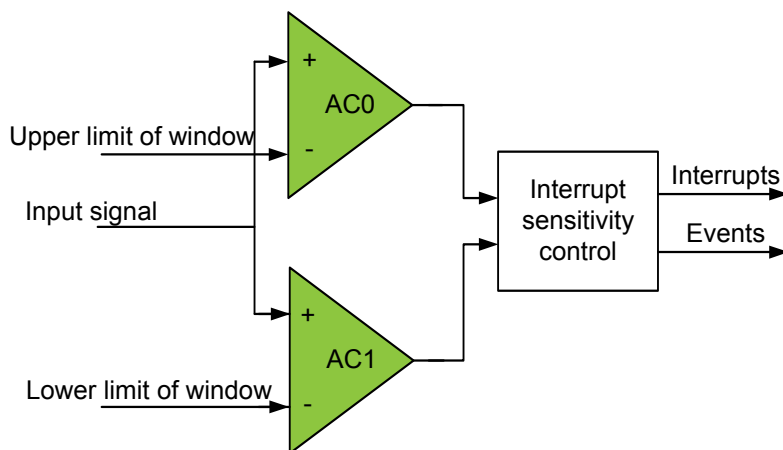 +
AC0
-
Upper limit of window
Input signal
Interrupt
sensitivity
control
Interrupts
Events
+
AC1
-
Lower limit of window